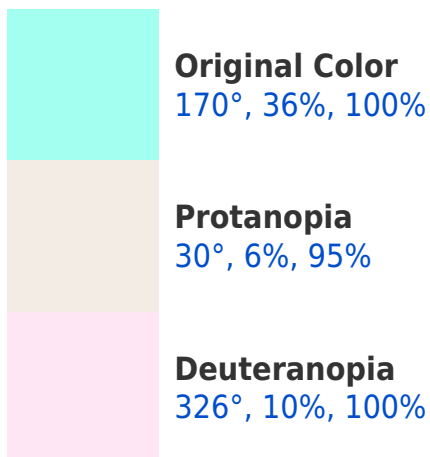 Original Color
170°, 36%, 100%
Protanopia
30°, 6%, 95%
Deuteranopia
326°, 10%, 100%